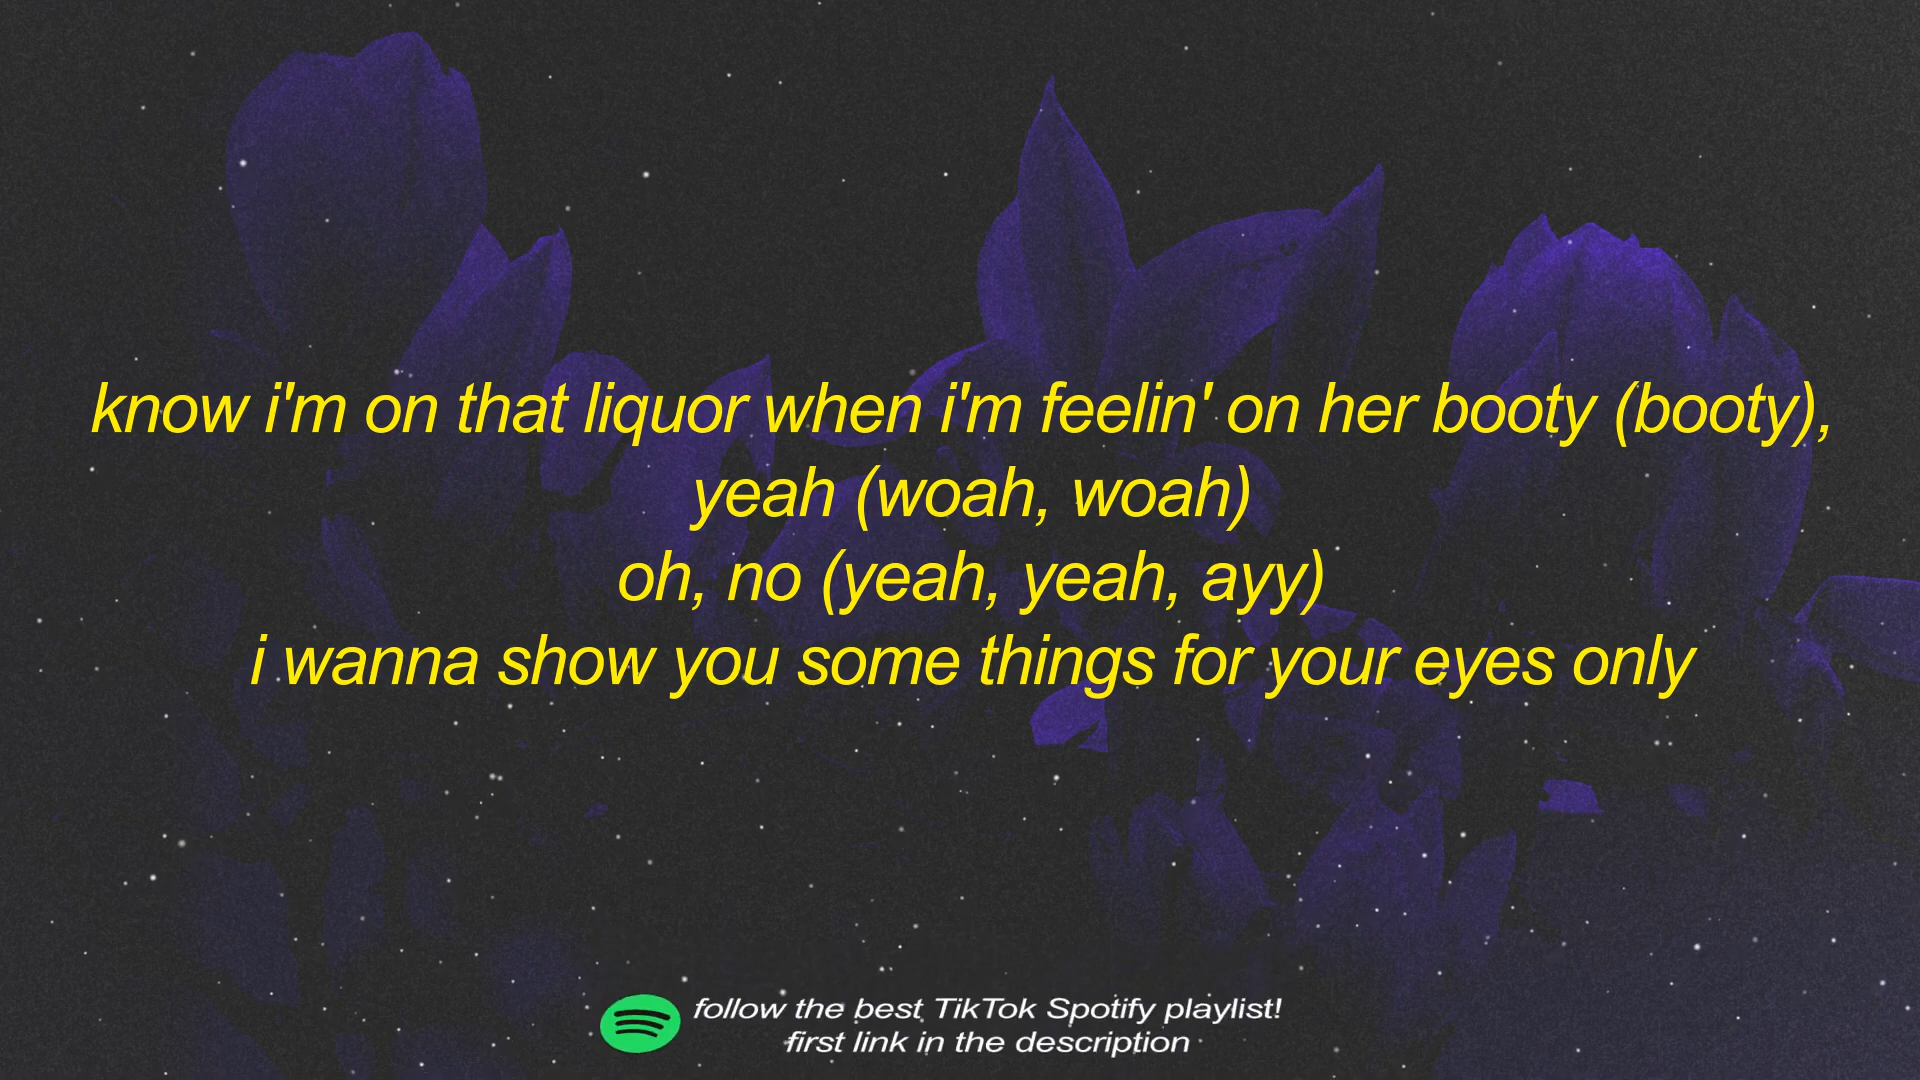 know i'm on that liquor when i'm feelin' on her booty (booty),
yeah (woah, woah)
oh, no (yeah, yeah, ayy)
i wanna show you some things for your eyes only
follow the best TikTok Spotify playlist!
first link in the description